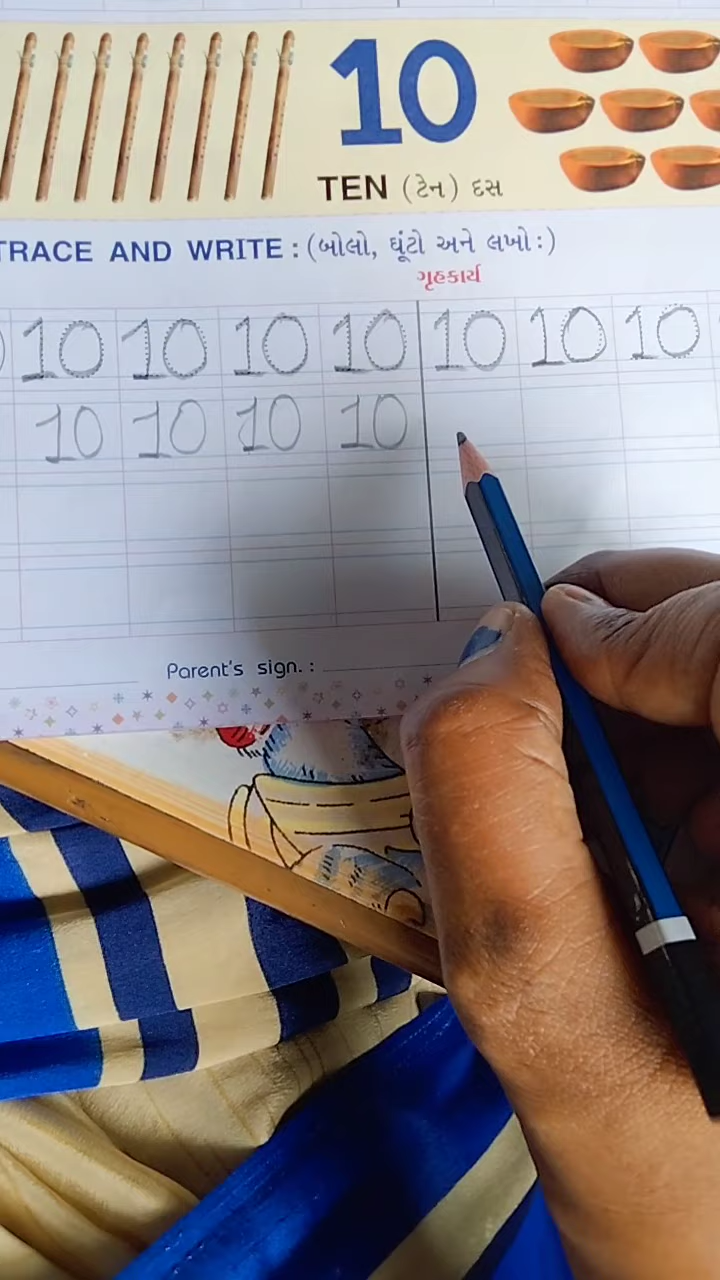 10
TEN (ટેન) દસ
TRACE AND WRITE : (બોલો, ઘૂંટો અને લખો :)
ગૃહકાર્ય
10 10 10 10 10 10 10
10 10 10 10
Parent's sign. :